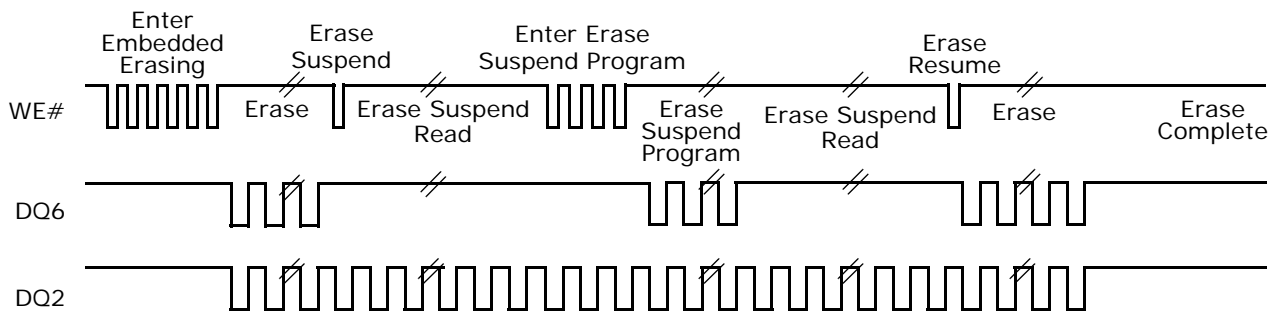 Enter
Embedded
Erasing
Erase
Suspend
Enter Erase
Suspend Program
Erase
Resume
WE#
Erase
Erase Suspend
Read
Erase
Suspend
Program
Erase Suspend
Read
Erase
Erase
Complete
DQ6
DQ2